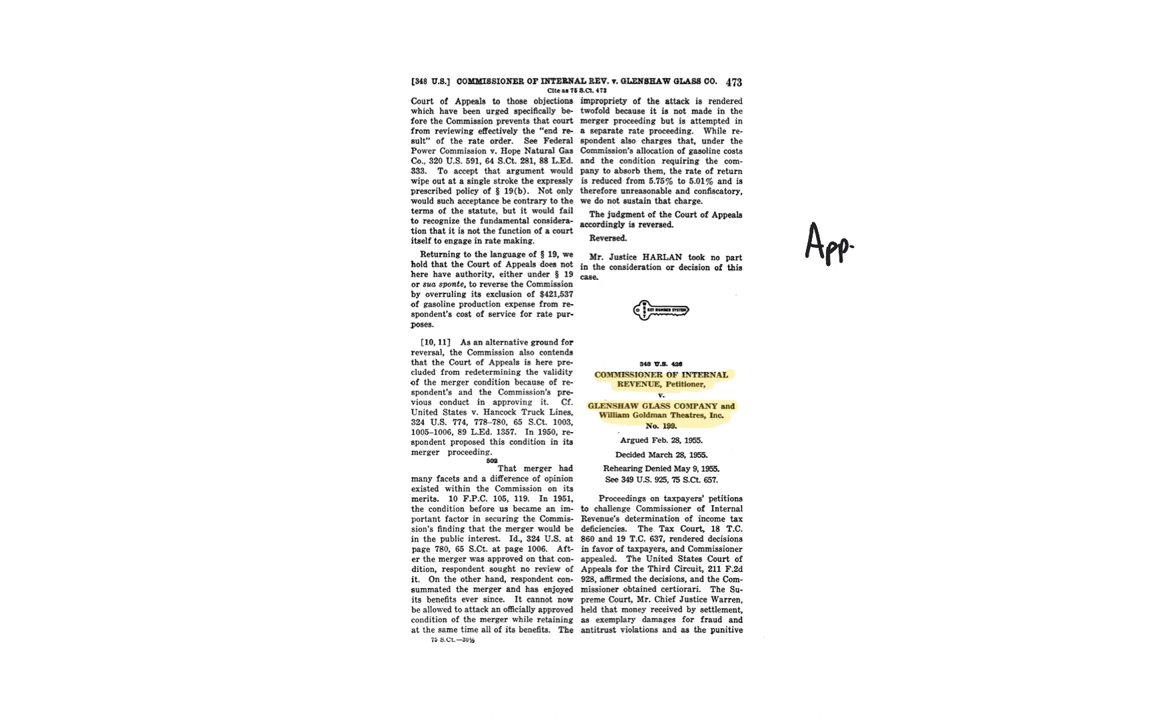 [348 U.S.] COMMISSIONER OF INTERNAL REV. v. GLENSHAW GLASS CO. 473
Cite as 75 S.Ct. 473
Court of Appeals to those objections
which have been urged specifically be-
fore the Commission prevents that court
from reviewing effectively the "end re-
sult" of the rate order. See Federal
Power Commission v. Hope Natural Gas
Co., 320 U.S. 591, 64 S.Ct. 281, 88 L.Ed.
333. To accept that argument would
wipe out at a single stroke the expressly
prescribed policy of § 19(b). Not only
would such acceptance be contrary to the
terms of the statute, but it would fail
to recognize the fundamental considera-
tion that it is not the function of a court
itself to engage in rate making.
Returning to the language of § 19, we
hold that the Court of Appeals does not
here have authority, either under § 19
or sua sponte, to reverse the Commission
by overruling its exclusion of $421,537
of gasoline production expense from re-
spondent's cost of service for rate pur-
poses.
[10, 11] As an alternative ground for
reversal, the Commission also contends
that the Court of Appeals is here pre-
cluded from redetermining the validity
of the merger condition because of re-
spondent's and the Commission's pre-
vious conduct in approving it. Cf.
United States v. Hancock Truck Lines,
324 U.S. 774, 778–780, 65 S.Ct. 1003,
1005–1006, 89 L.Ed. 1357. In 1950, re-
spondent proposed this condition in its
merger proceeding.
502
That merger had
many facets and a difference of opinion
existed within the Commission on its
merits. 10 F.P.C. 105, 119. In 1951,
the condition before us became an im-
portant factor in securing the Commis-
sion's finding that the merger would be
in the public interest. Id., 324 U.S. at
page 780, 65 S.Ct. at page 1006. Aft-
er the merger was approved on that con-
dition, respondent sought no review of
it. On the other hand, respondent con-
summated the merger and has enjoyed
its benefits ever since. It cannot now
be allowed to attack an officially approved
condition of the merger while retaining
at the same time all of its benefits. The
75 S.Ct.—30½
impropriety of the attack is rendered
twofold because it is not made in the
merger proceeding but is attempted in
a separate rate proceeding. While re-
spondent also charges that, under the
Commission's allocation of gasoline costs
and the condition requiring the com-
pany to absorb them, the rate of return
is reduced from 5.75% to 5.01% and is
therefore unreasonable and confiscatory,
we do not sustain that charge.
The judgment of the Court of Appeals
accordingly is reversed.
Reversed.
Mr. Justice HARLAN took no part
in the consideration or decision of this
case.
KEY NUMBER SYSTEM
348 U.S. 426
COMMISSIONER OF INTERNAL
REVENUE, Petitioner,
v.
GLENSHAW GLASS COMPANY and
William Goldman Theatres, Inc.
No. 199.
Argued Feb. 28, 1955.
Decided March 28, 1955.
Rehearing Denied May 9, 1955.
See 349 U.S. 925, 75 S.Ct. 657.
Proceedings on taxpayers' petitions
to challenge Commissioner of Internal
Revenue's determination of income tax
deficiencies. The Tax Court, 18 T.C.
860 and 19 T.C. 637, rendered decisions
in favor of taxpayers, and Commissioner
appealed. The United States Court of
Appeals for the Third Circuit, 211 F.2d
928, affirmed the decisions, and the Com-
missioner obtained certiorari. The Su-
preme Court, Mr. Chief Justice Warren,
held that money received by settlement,
as exemplary damages for fraud and
antitrust violations and as the punitive
App.